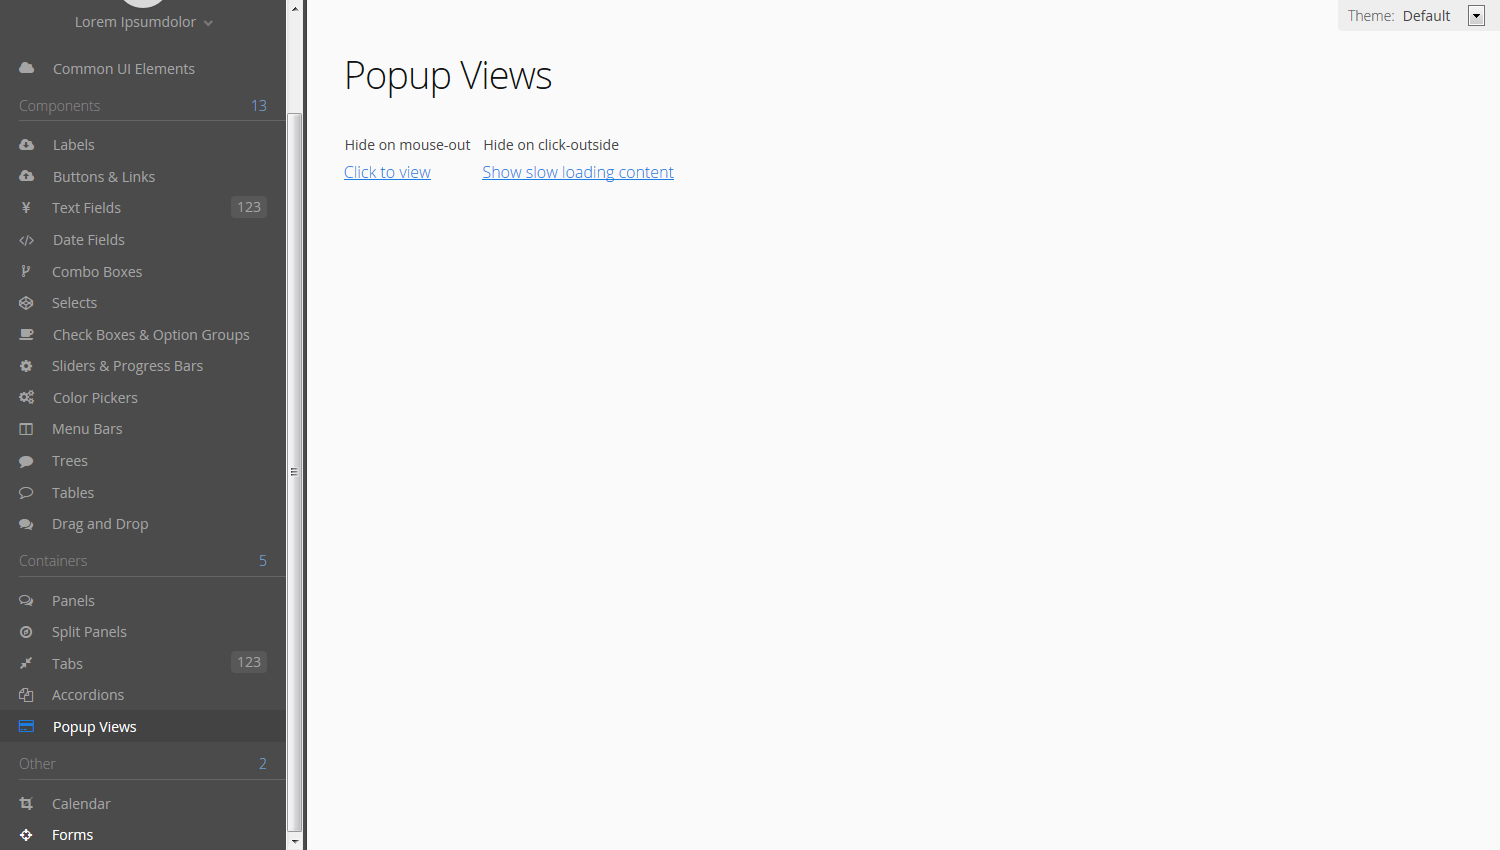 Lorem Ipsumdolor
Common UI Elements
Components 13
Labels
Buttons & Links
Text Fields 123
Date Fields
Combo Boxes
Selects
Check Boxes & Option Groups
Sliders & Progress Bars
Color Pickers
Menu Bars
Trees
Tables
Drag and Drop
Containers 5
Panels
Split Panels
Tabs 123
Accordions
Popup Views
Other 2
Calendar
Forms
Theme: Default
Popup Views
Hide on mouse-out Hide on click-outside
Click to view Show slow loading content